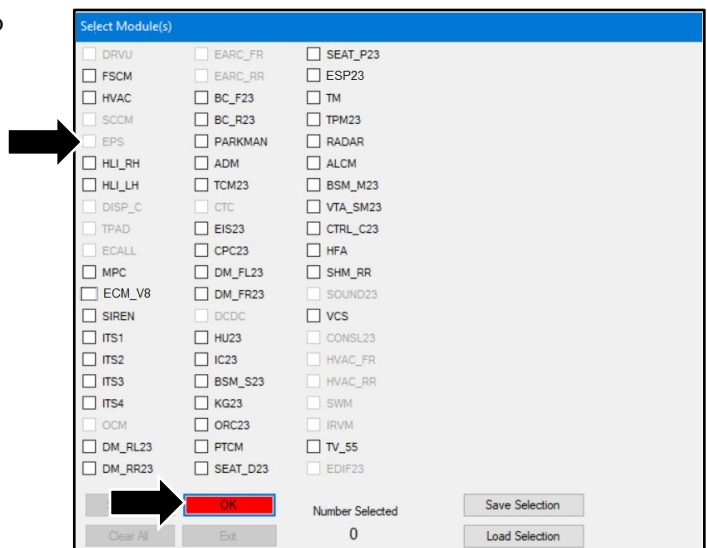 Select Module(s)
DRVU EARC_FR SEAT_P23
FSCM EARC_RR ESP23
HVAC BC_F23 TM
SCCM BC_R23 TPM23
EPS PARKMAN RADAR
HLI_RH ADM ALCM
HLI_LH TCM23 BSM_M23
DISP_C CTC VTA_SM23
TPAD EIS23 CTRL_C23
ECALL CPC23 HFA
MPC DM_FL23 SHM_RR
ECM_V8 DM_FR23 SOUND23
SIREN DCDC VCS
ITS1 HU23 CONSL23
ITS2 IC23 HVAC_FR
ITS3 BSM_S23 HVAC_RR
ITS4 KG23 SWM
OCM ORC23 IRVM
DM_RL23 PTCM TV_55
DM_RR23 SEAT_D23 EDIF23
OK Number Selected Save Selection
Clear All Exit 0 Load Selection